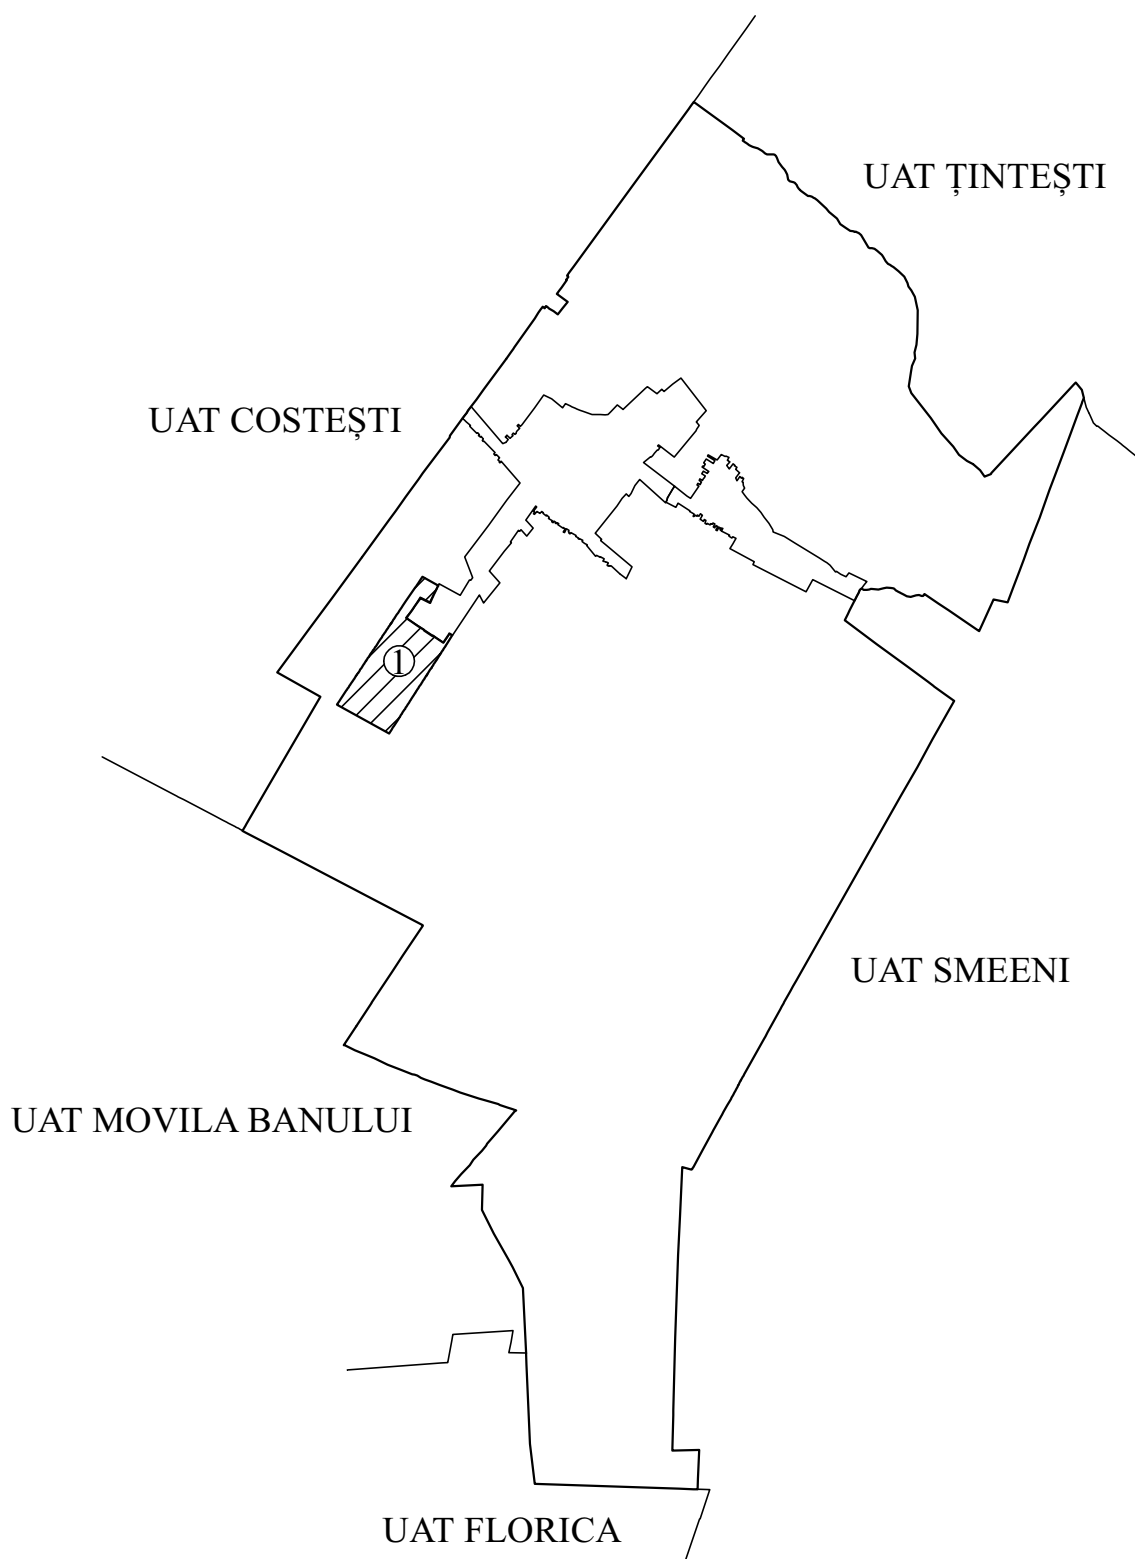 UAT ȚINTEȘTI
UAT COSTEȘTI
1
UAT SMEENI
UAT MOVILA BANULUI
UAT FLORICA